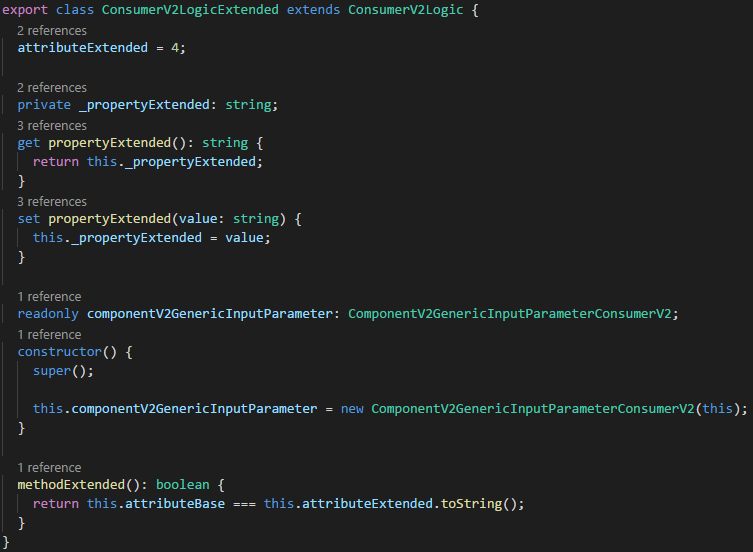 export class ConsumerV2LogicExtended extends ConsumerV2Logic {
2 references
attributeExtended = 4;
2 references
private _propertyExtended: string;
3 references
get propertyExtended(): string {
return this._propertyExtended;
}
3 references
set propertyExtended(value: string) {
this._propertyExtended = value;
}
1 reference
readonly componentV2GenericInputParameter: ComponentV2GenericInputParameterConsumerV2;
1 reference
constructor() {
super();
this.componentV2GenericInputParameter = new ComponentV2GenericInputParameterConsumerV2(this);
}
1 reference
methodExtended(): boolean {
return this.attributeBase === this.attributeExtended.toString();
}
}